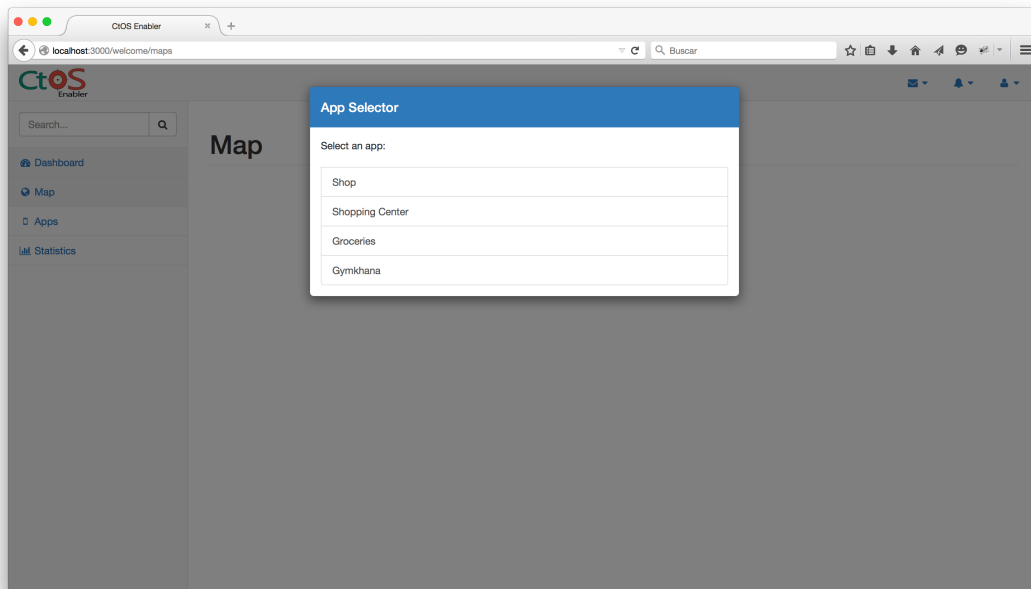 CtOS Enabler
localhost:3000/welcome/maps
Buscar
CtOS
Enabler
App Selector
Search...
Map
Select an app:
Dashboard
Map
Apps
Statistics
Shop
Shopping Center
Groceries
Gymkhana